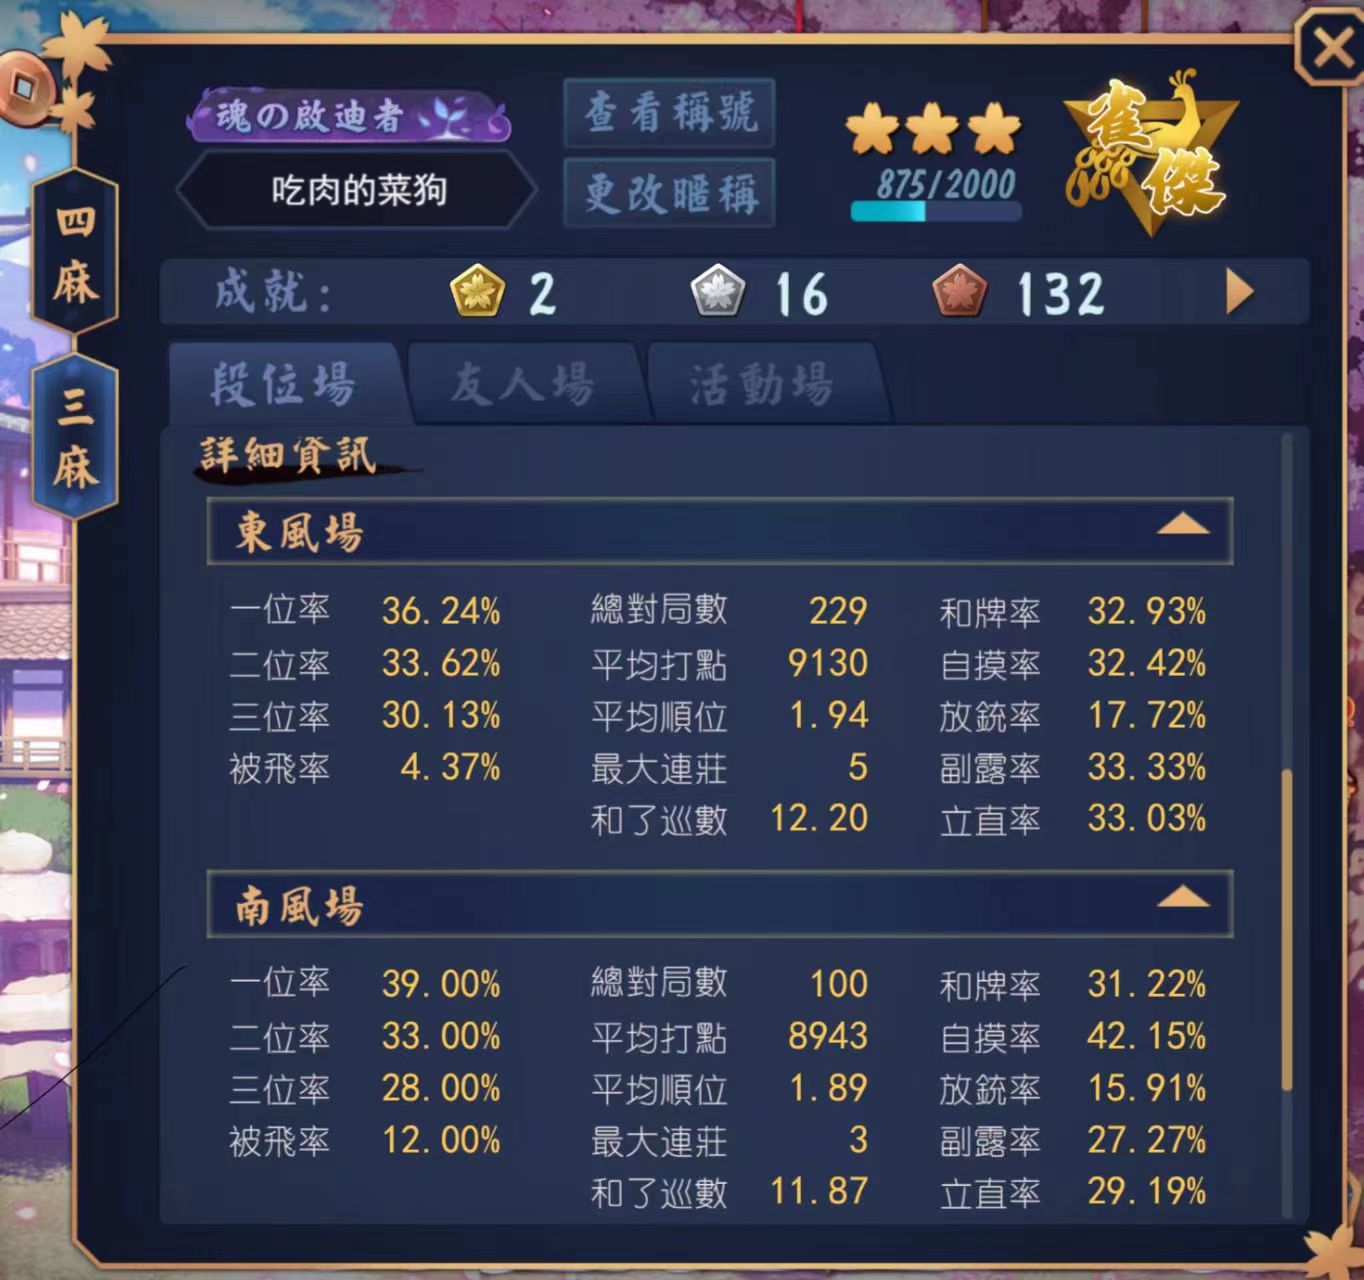 魂の啟迪者
吃肉的菜狗
查看稱號
更改暱稱
875/2000
雀傑
四麻
三麻
成就： 2 16 132
段位場 友人場 活動場
詳細資訊
東風場
一位率 36.24% 總對局數 229 和牌率 32.93%
二位率 33.62% 平均打點 9130 自摸率 32.42%
三位率 30.13% 平均順位 1.94 放銃率 17.72%
被飛率 4.37% 最大連莊 5 副露率 33.33%
和了巡數 12.20 立直率 33.03%
南風場
一位率 39.00% 總對局數 100 和牌率 31.22%
二位率 33.00% 平均打點 8943 自摸率 42.15%
三位率 28.00% 平均順位 1.89 放銃率 15.91%
被飛率 12.00% 最大連莊 3 副露率 27.27%
和了巡數 11.87 立直率 29.19%